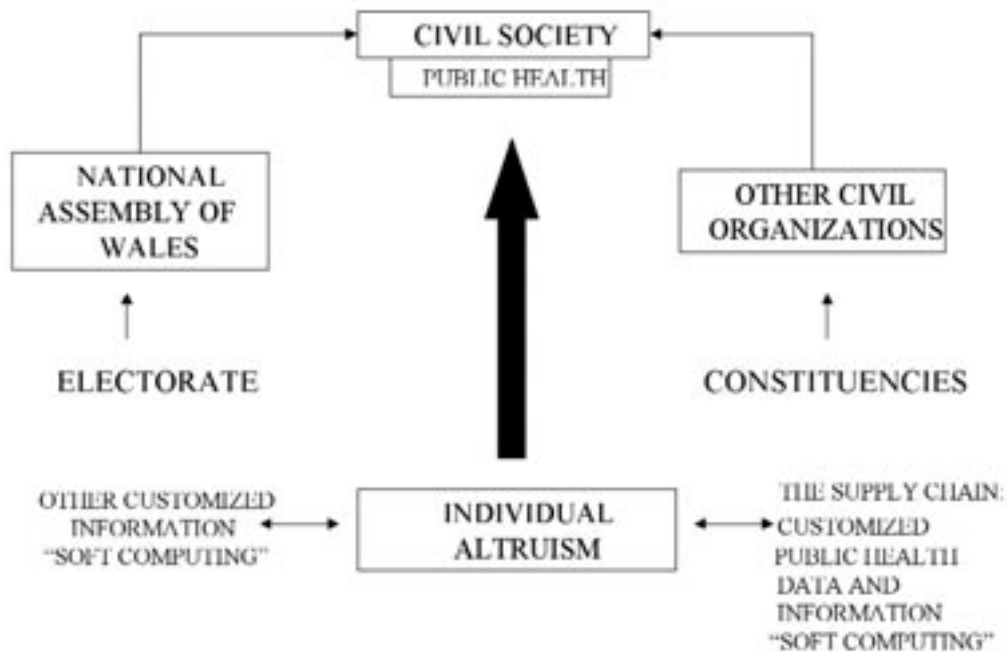 CIVIL SOCIETY
PUBLIC HEALTH
NATIONAL
ASSEMBLY OF
WALES
OTHER CIVIL
ORGANIZATIONS
ELECTORATE
CONSTITUENCIES
OTHER CUSTOMIZED
INFORMATION
“SOFT COMPUTING”
INDIVIDUAL
ALTRUISM
THE SUPPLY CHAIN:
CUSTOMIZED
PUBLIC HEALTH
DATA AND
INFORMATION
“SOFT COMPUTING”